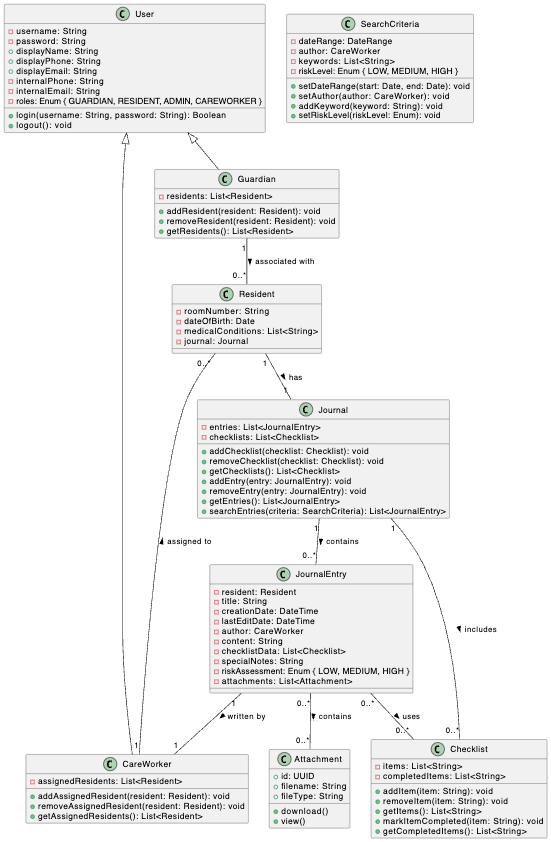 C User
username: String
password: String
displayName: String
displayPhone: String
displayEmail: String
internalPhone: String
internalEmail: String
roles: Enum { GUARDIAN, RESIDENT, ADMIN, CAREWORKER }
login(username: String, password: String): Boolean
logout(): void
C SearchCriteria
dateRange: DateRange
author: CareWorker
keywords: List<String>
riskLevel: Enum { LOW, MEDIUM, HIGH }
setDateRange(start: Date, end: Date): void
setAuthor(author: CareWorker): void
addKeyword(keyword: String): void
setRiskLevel(riskLevel: Enum): void
C Guardian
residents: List<Resident>
addResident(resident: Resident): void
removeResident(resident: Resident): void
getResidents(): List<Resident>
1
associated with
0..*
C Resident
roomNumber: String
dateOfBirth: Date
medicalConditions: List<String>
journal: Journal
0..*
1
has
1
C Journal
entries: List<JournalEntry>
checklists: List<Checklist>
addChecklist(checklist: Checklist): void
removeChecklist(checklist: Checklist): void
getChecklists(): List<Checklist>
addEntry(entry: JournalEntry): void
removeEntry(entry: JournalEntry): void
getEntries(): List<JournalEntry>
searchEntries(criteria: SearchCriteria): List<JournalEntry>
1
1
assigned to
contains
0..*
C JournalEntry
resident: Resident
title: String
creationDate: DateTime
lastEditDate: DateTime
author: CareWorker
content: String
checklistData: List<Checklist>
specialNotes: String
riskAssessment: Enum { LOW, MEDIUM, HIGH }
attachments: List<Attachment>
includes
1
0..*
0..*
written by
contains
uses
1
1
0..*
0..*
0..*
C CareWorker
assignedResidents: List<Resident>
addAssignedResident(resident: Resident): void
removeAssignedResident(resident: Resident): void
getAssignedResidents(): List<Resident>
C Attachment
id: UUID
filename: String
fileType: String
download()
view()
C Checklist
items: List<String>
completedItems: List<String>
addItem(item: String): void
removeItem(item: String): void
getItems(): List<String>
markItemCompleted(item: String): void
getCompletedItems(): List<String>